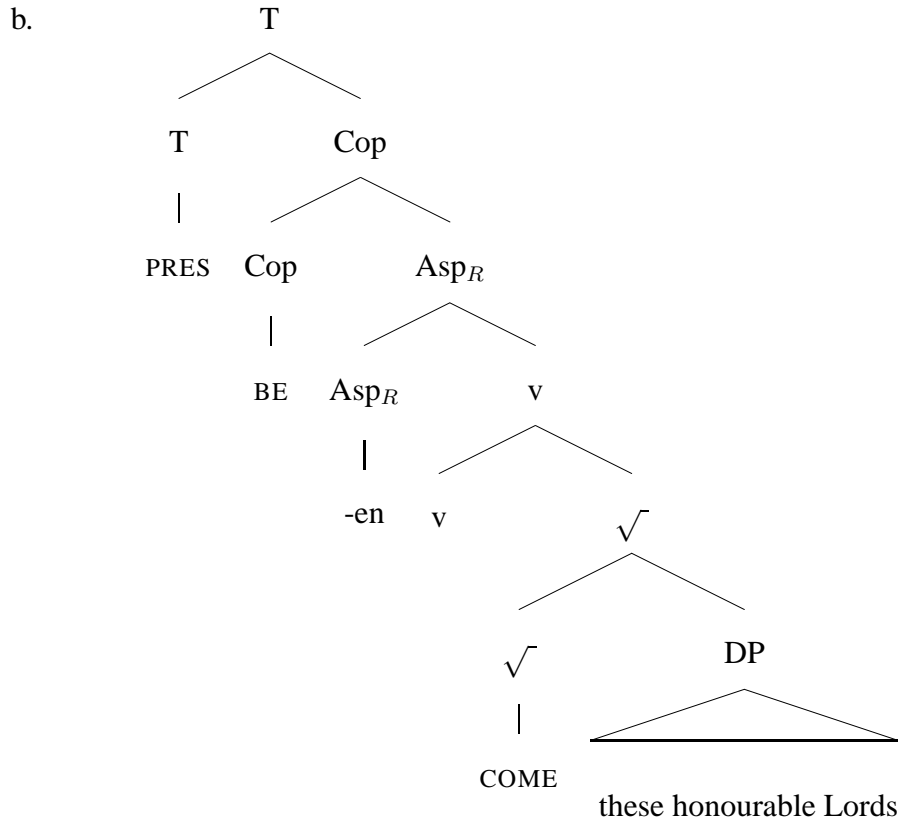 b. T
T Cop
PRES Cop Asp_R
BE Asp_R v
-en v √
√ DP
COME
these honourable Lords